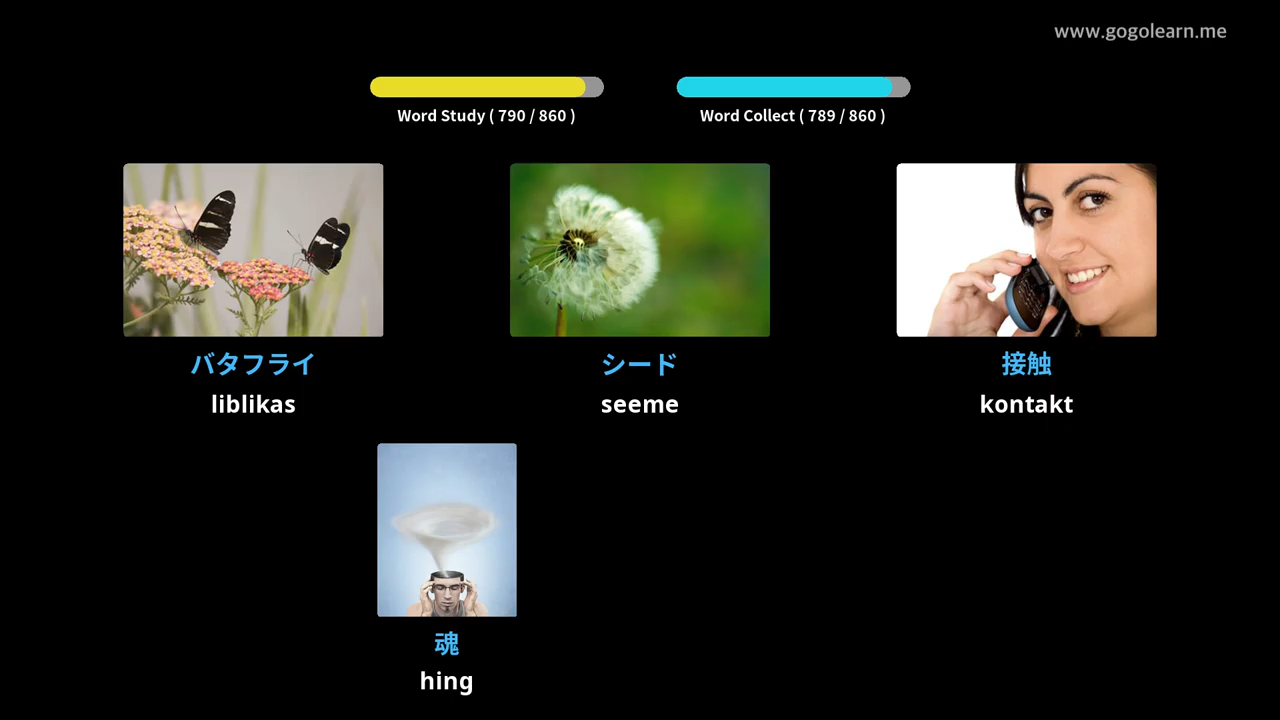 www.gogolearn.me
Word Study ( 790 / 860 )
Word Collect ( 789 / 860 )
バタフライ
liblikas
シード
seeme
接触
kontakt
魂
hing